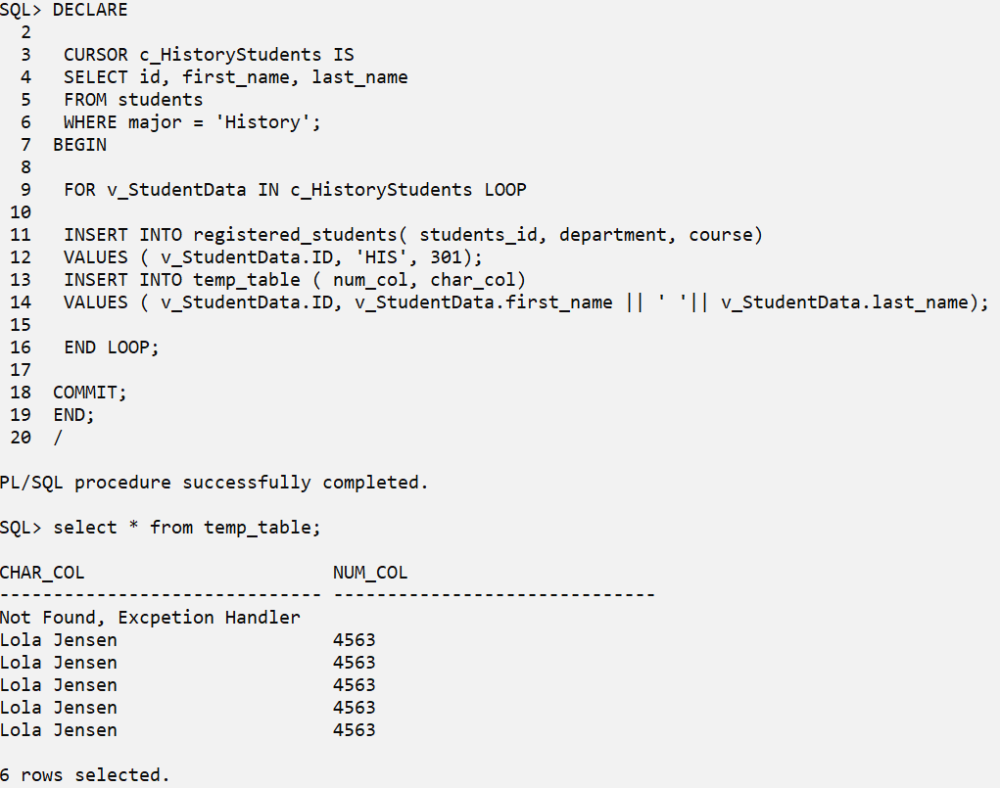 SQL> DECLARE
  2
  3   CURSOR c_HistoryStudents IS
  4   SELECT id, first_name, last_name
  5   FROM students
  6   WHERE major = 'History';
  7  BEGIN
  8
  9   FOR v_StudentData IN c_HistoryStudents LOOP
 10
 11   INSERT INTO registered_students( students_id, department, course)
 12   VALUES ( v_StudentData.ID, 'HIS', 301);
 13   INSERT INTO temp_table ( num_col, char_col)
 14   VALUES ( v_StudentData.ID, v_StudentData.first_name || ' '|| v_StudentData.last_name);
 15
 16   END LOOP;
 17
 18  COMMIT;
 19  END;
 20  /
PL/SQL procedure successfully completed.
SQL> select * from temp_table;
CHAR_COL                       NUM_COL
------------------------------ ------------------------------
Not Found, Excpetion Handler
Lola Jensen                    4563
Lola Jensen                    4563
Lola Jensen                    4563
Lola Jensen                    4563
Lola Jensen                    4563
6 rows selected.